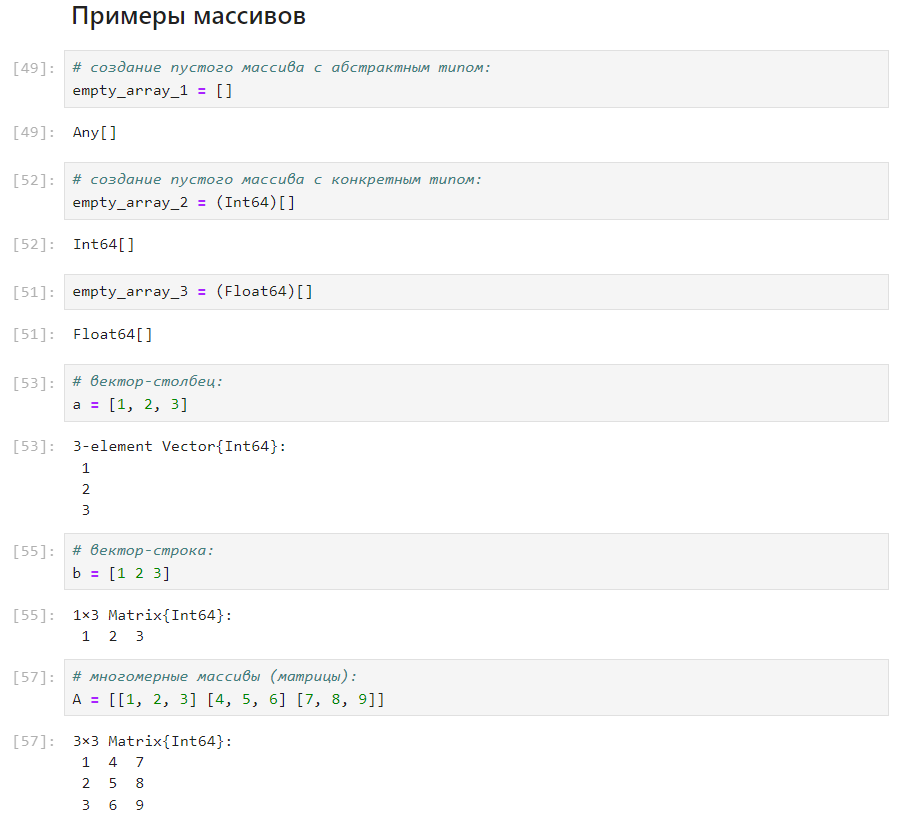 Примеры массивов
[49]: # создание пустого массива с абстрактным типом:
empty_array_1 = []
[49]: Any[]
[52]: # создание пустого массива с конкретным типом:
empty_array_2 = (Int64)[]
[52]: Int64[]
[51]: empty_array_3 = (Float64)[]
[51]: Float64[]
[53]: # вектор-столбец:
a = [1, 2, 3]
[53]: 3-element Vector{Int64}:
1
2
3
[55]: # вектор-строка:
b = [1 2 3]
[55]: 1×3 Matrix{Int64}:
1 2 3
[57]: # многомерные массивы (матрицы):
A = [[1, 2, 3] [4, 5, 6] [7, 8, 9]]
[57]: 3×3 Matrix{Int64}:
1 4 7
2 5 8
3 6 9